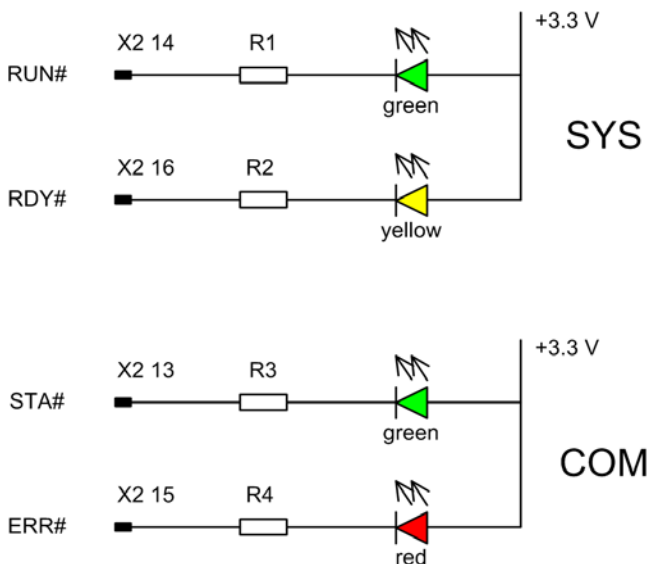 +3.3 V
X2 14 R1
RUN#
green
SYS
X2 16 R2
RDY#
yellow
+3.3 V
X2 13 R3
STA#
green
COM
X2 15 R4
ERR#
red